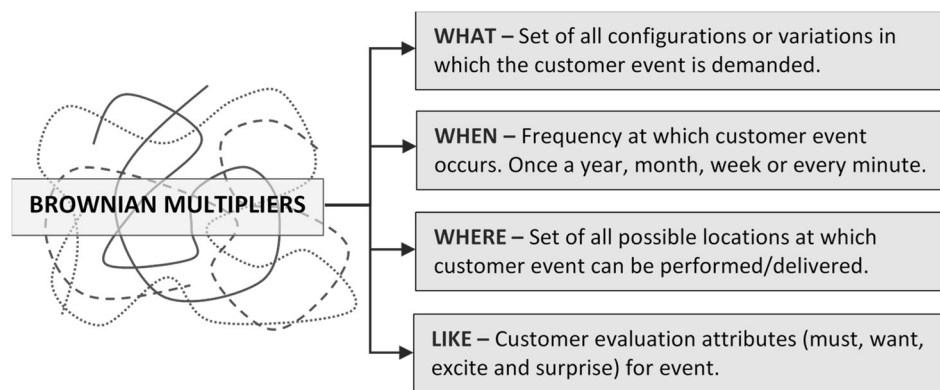 BROWNIAN MULTIPLIERS
WHAT – Set of all configurations or variations in
which the customer event is demanded.
WHEN – Frequency at which customer event
occurs. Once a year, month, week or every minute.
WHERE – Set of all possible locations at which
customer event can be performed/delivered.
LIKE – Customer evaluation attributes (must, want,
excite and surprise) for event.